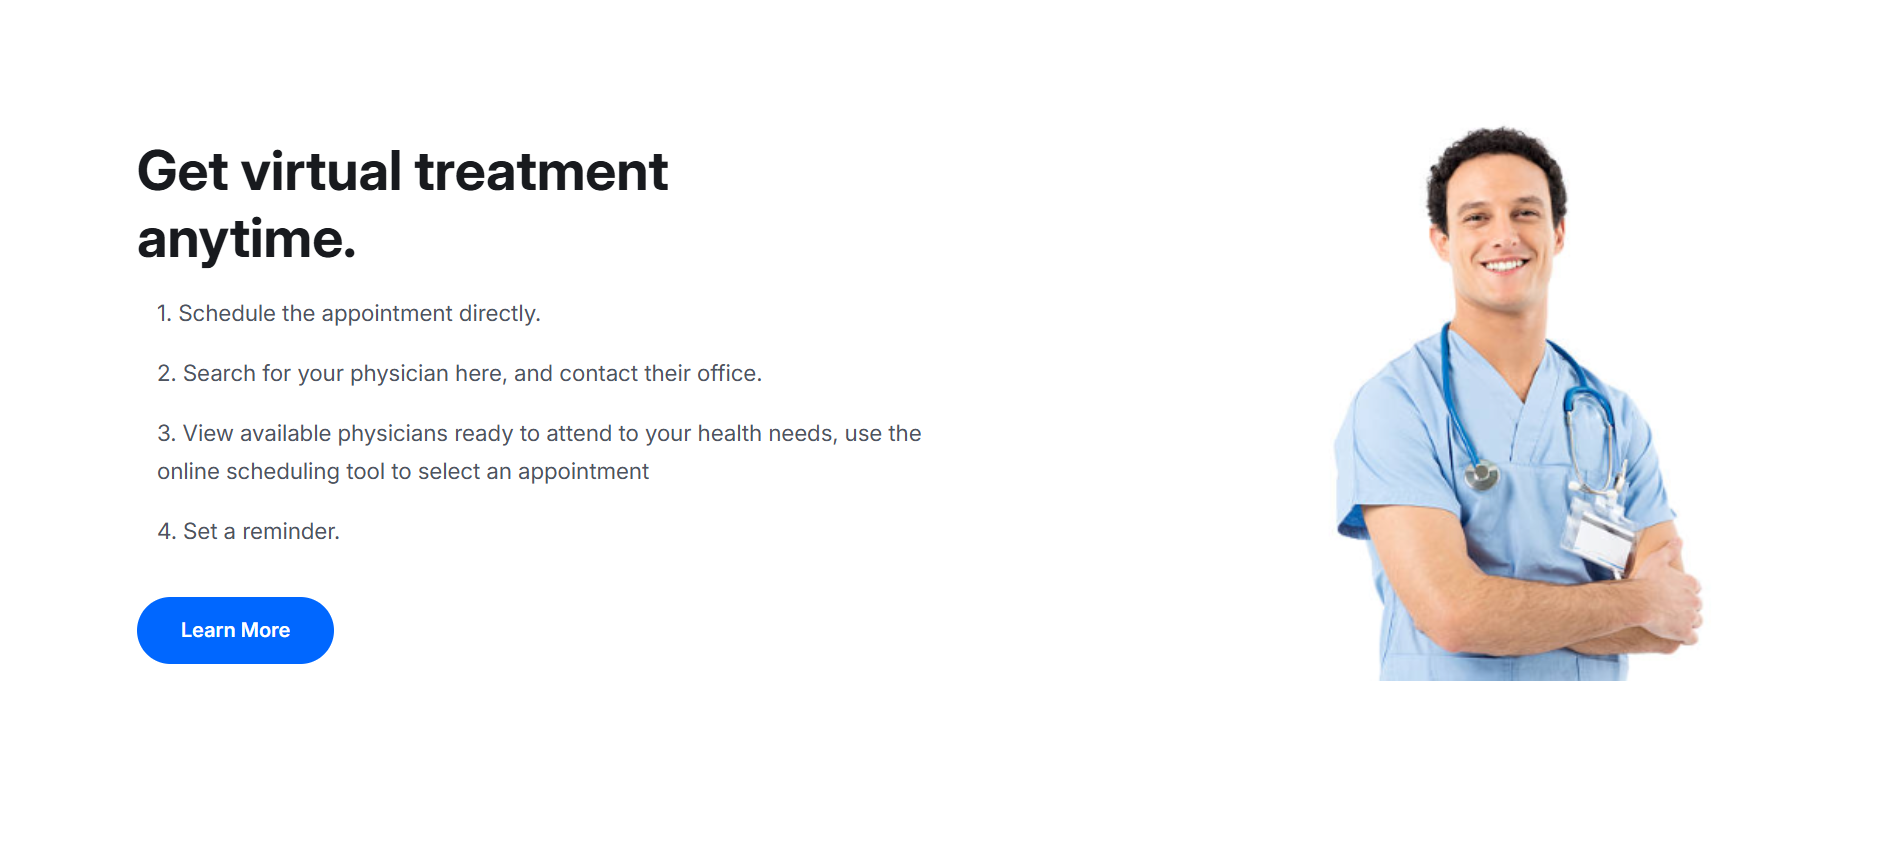 Get virtual treatment
anytime.
1. Schedule the appointment directly.
2. Search for your physician here, and contact their office.
3. View available physicians ready to attend to your health needs, use the
online scheduling tool to select an appointment
4. Set a reminder.
Learn More